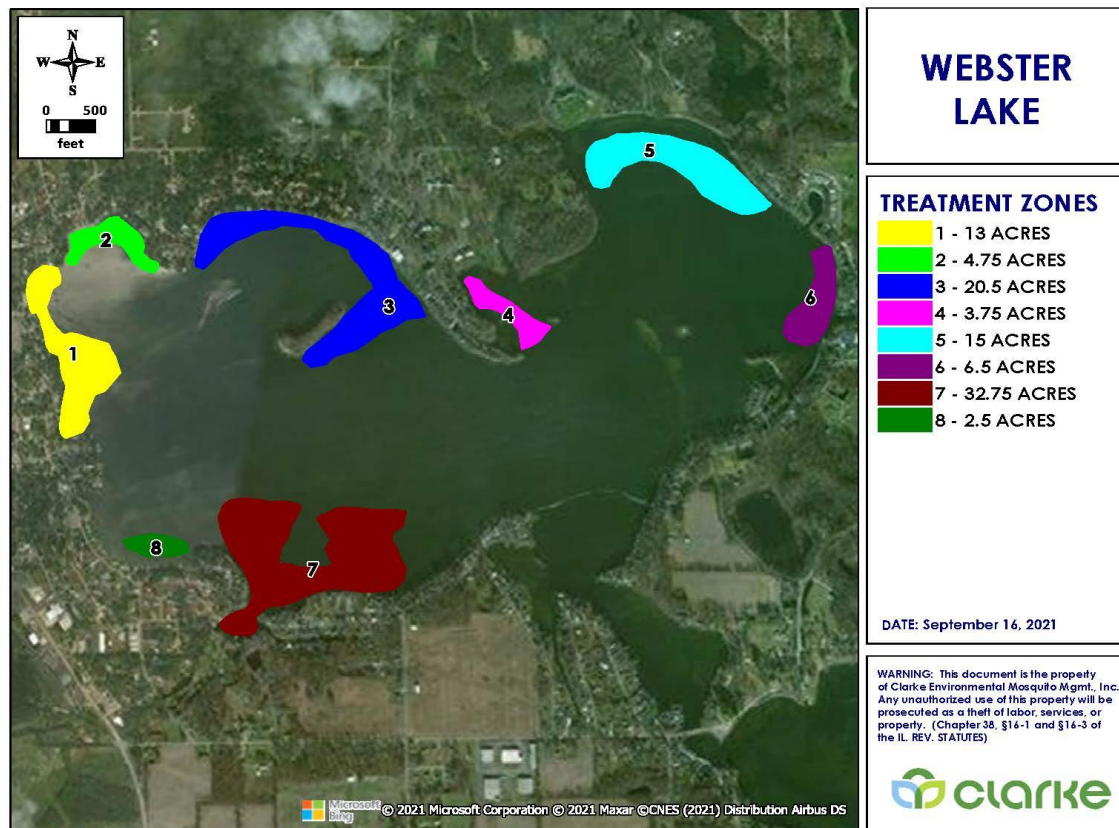 N
W E
S
0 500
feet
2
1
3
4
5
6
7
8
Microsoft
Bing
© 2021 Microsoft Corporation © 2021 Maxar ©CNES (2021) Distribution Airbus DS
WEBSTER
LAKE
TREATMENT ZONES
1 - 13 ACRES
2 - 4.75 ACRES
3 - 20.5 ACRES
4 - 3.75 ACRES
5 - 15 ACRES
6 - 6.5 ACRES
7 - 32.75 ACRES
8 - 2.5 ACRES
DATE: September 16, 2021
WARNING: This document is the property
of Clarke Environmental Mosquito Mgmt., Inc.
Any unauthorized use of this property will be
prosecuted as a theft of labor, services, or
property. (Chapter 38, §16-1 and §16-3 of
the IL. REV. STATUTES)
clarke